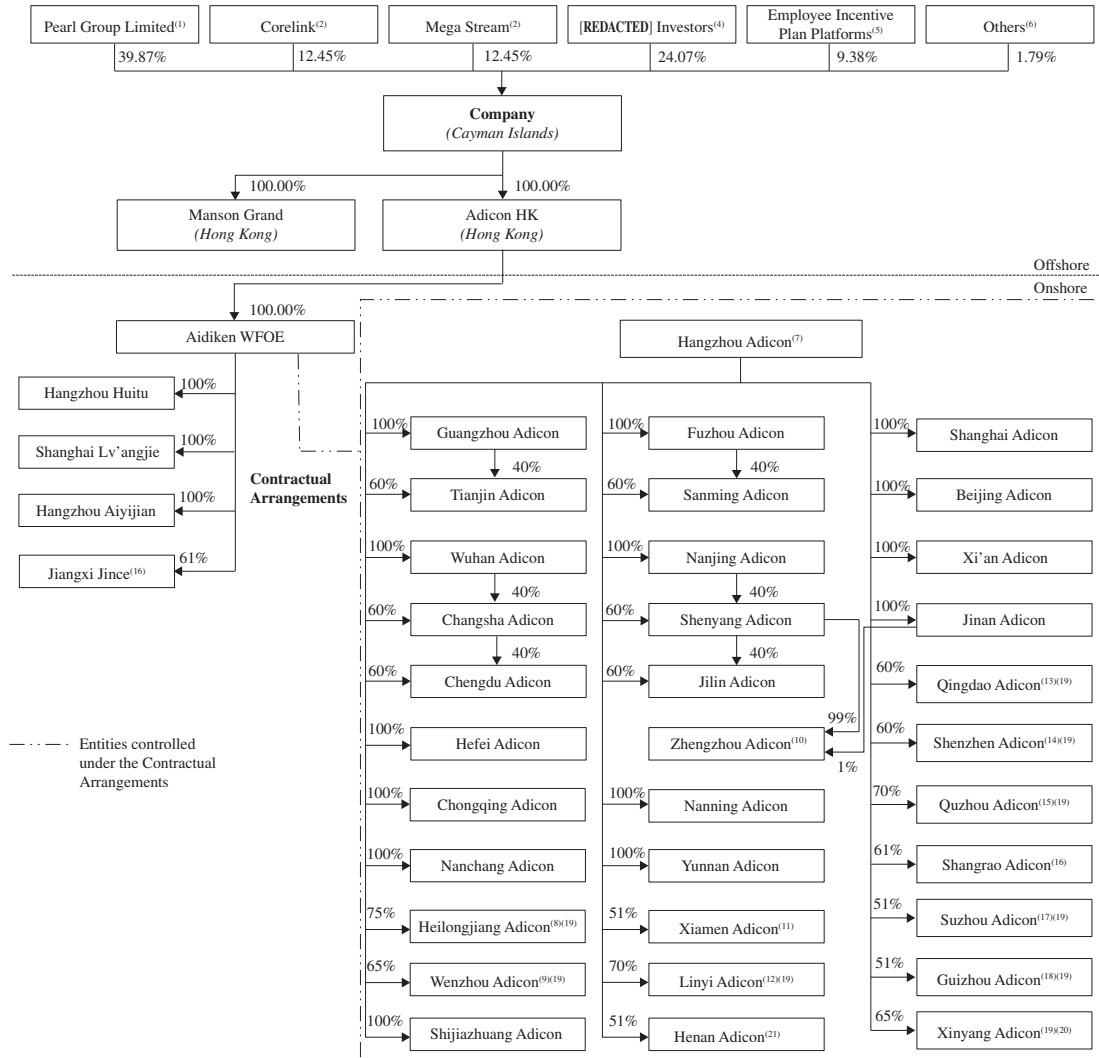 Pearl Group Limited(1)
Corelink(2)
Mega Stream(2)
[REDACTED] Investors(4)
Employee Incentive
Plan Platforms(5)
Others(6)
39.87%
12.45%
12.45%
24.07%
9.38%
1.79%
Company
(Cayman Islands)
100.00%
100.00%
Manson Grand
(Hong Kong)
Adicon HK
(Hong Kong)
Offshore
Onshore
100.00%
Aidiken WFOE
100%
Hangzhou Huitu
100%
Shanghai Lv’angjie
100%
Hangzhou Aiyijian
61%
Jiangxi Jince(16)
Contractual
Arrangements
Entities controlled
under the Contractual
Arrangements
Hangzhou Adicon(7)
100%
Guangzhou Adicon
40%
60%
Tianjin Adicon
100%
Wuhan Adicon
40%
60%
Changsha Adicon
40%
60%
Chengdu Adicon
100%
Hefei Adicon
100%
Chongqing Adicon
100%
Nanchang Adicon
75%
Heilongjiang Adicon(8)(19)
65%
Wenzhou Adicon(9)(19)
100%
Shijiazhuang Adicon
100%
Fuzhou Adicon
40%
60%
Sanming Adicon
100%
Nanjing Adicon
40%
60%
Shenyang Adicon
40%
60%
Jilin Adicon
99%
Zhengzhou Adicon(10)
1%
100%
Nanning Adicon
100%
Yunnan Adicon
51%
Xiamen Adicon(11)
70%
Linyi Adicon(12)(19)
51%
Henan Adicon(21)
100%
Shanghai Adicon
100%
Beijing Adicon
100%
Xi’an Adicon
100%
Jinan Adicon
60%
Qingdao Adicon(13)(19)
60%
Shenzhen Adicon(14)(19)
70%
Quzhou Adicon(15)(19)
61%
Shangrao Adicon(16)
51%
Suzhou Adicon(17)(19)
51%
Guizhou Adicon(18)(19)
65%
Xinyang Adicon(19)(20)